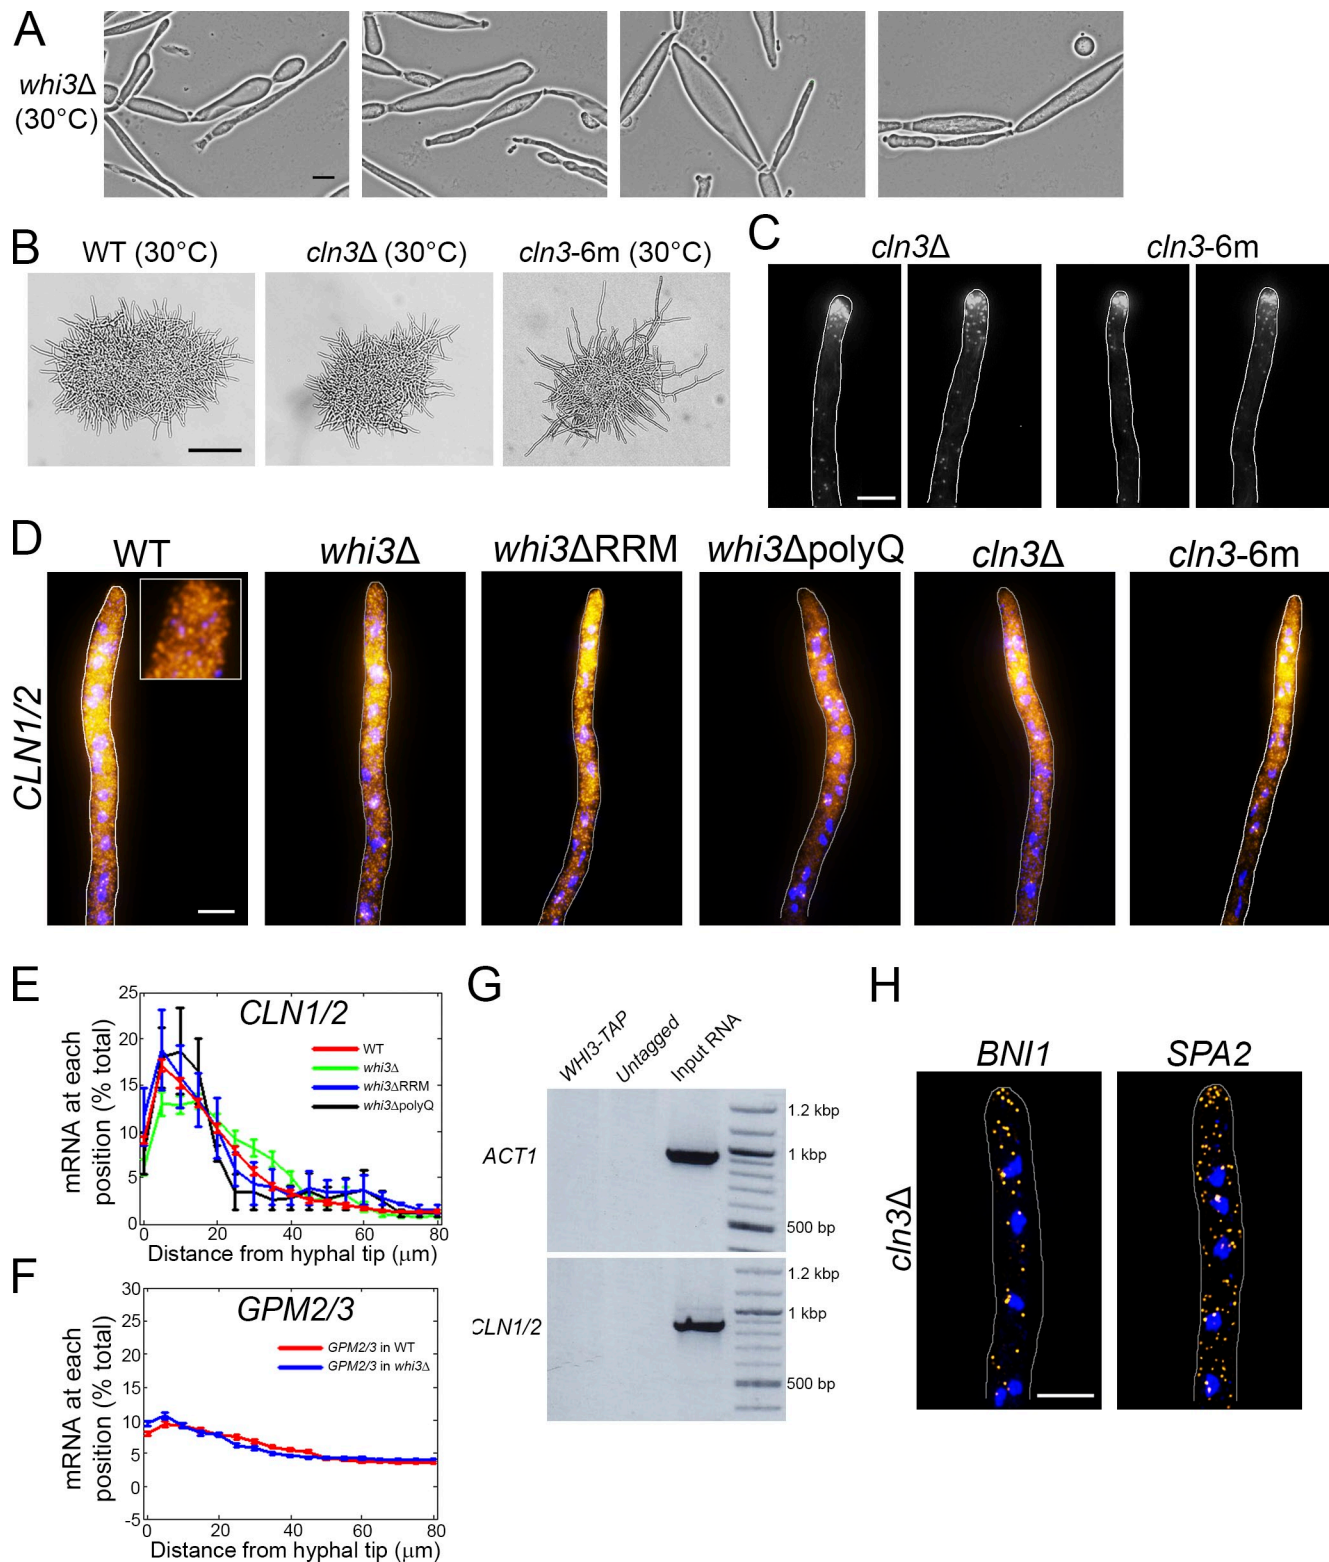 A
whi3Δ
(30°C)
B
WT (30°C)
cln3Δ (30°C)
cln3-6m (30°C)
C
cln3Δ
cln3-6m
D
WT
whi3Δ
whi3ΔRRM
whi3ΔpolyQ
cln3Δ
cln3-6m
CLN1/2
E
CLN1/2
mRNA at each
position (% total)
25
20
15
10
5
0
WT
whi3Δ
whi3ΔRRM
whi3ΔpolyQ
0 20 40 60 80
Distance from hyphal tip (μm)
F
GPM2/3
mRNA at each
position (% total)
30
25
20
15
10
5
0
-5
GPM2/3 in WT
GPM2/3 in whi3Δ
0 20 40 60 80
Distance from hyphal tip (μm)
G
WHI3-TAP
Untagged
Input RNA
ACT1
1.2 kbp
1 kbp
500 bp
CLN1/2
1.2 kbp
1 kbp
500 bp
H
BNI1
SPA2
cln3Δ